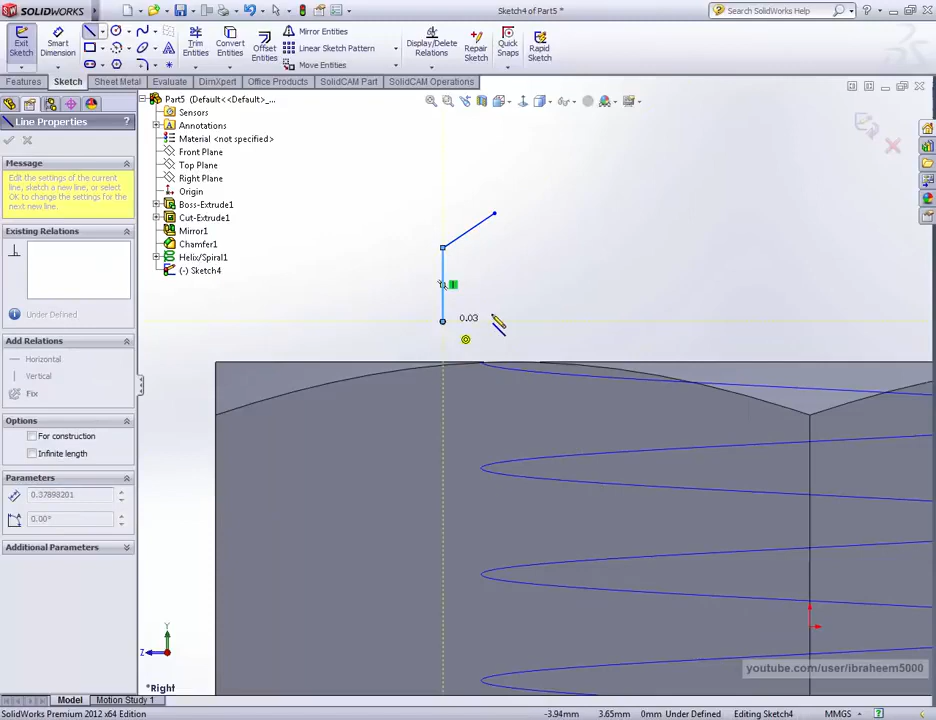 SOLIDWORKS
Sketch4 of Part5 *
Search SolidWorks Help
Exit Sketch
Smart Dimension
Trim Entities
Convert Entities
Offset Entities
Mirror Entities
Linear Sketch Pattern
Move Entities
Display/Delete Relations
Repair Sketch
Quick Snaps
Rapid Sketch
Features
Sketch
Sheet Metal
Evaluate
DimXpert
Office Products
SolidCAM Part
SolidCAM Operations
Line Properties
?
Message
Edit the settings of the current line, sketch a new line, or select OK to change the settings for the next new line.
Existing Relations
Under Defined
Add Relations
Horizontal
Vertical
Fix
Options
For construction
Infinite length
Parameters
0.37898201
0.00°
Additional Parameters
Part5 (Default<<Default>_...
Sensors
Annotations
Material <not specified>
Front Plane
Top Plane
Right Plane
Origin
Boss-Extrude1
Cut-Extrude1
Mirror1
Chamfer1
Helix/Spiral1
(-) Sketch4
0.03
Y
Z
*Right
youtube.com/user/ibraheem5000
Model
Motion Study 1
SolidWorks Premium 2012 x64 Edition
-3.94mm
3.65mm
0mm
Under Defined
Editing Sketch4
MMGS